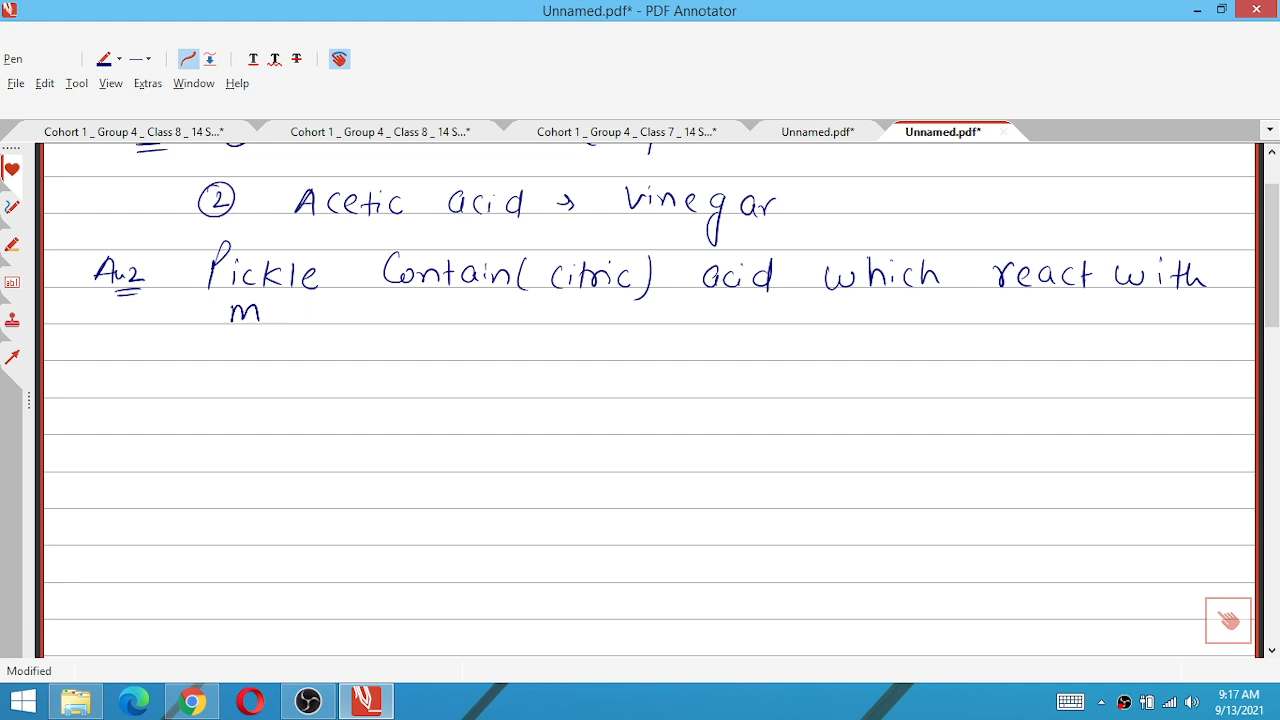 Unnamed.pdf* - PDF Annotator
Pen
T T T
File Edit Tool View Extras Window Help
Cohort 1 _ Group 4 _ Class 8 _ 14 S...* Cohort 1 _ Group 4 _ Class 8 _ 14 S...* Cohort 1 _ Group 4 _ Class 7 _ 14 S...* Unnamed.pdf* Unnamed.pdf*
② Acetic acid → Vinegar
Ans2 Pickle Contain (citric) acid which react with
m
Modified
9:17 AM
9/13/2021